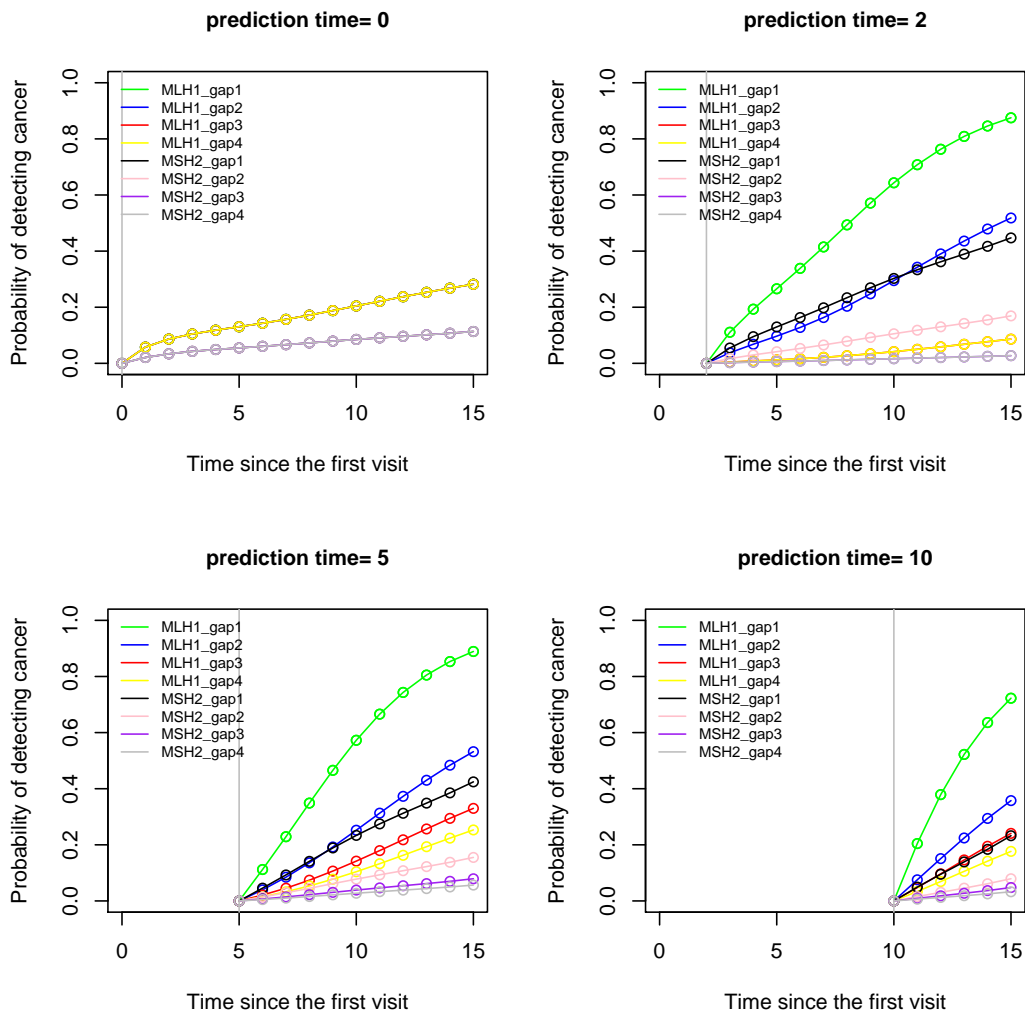 prediction time= 0
Probability of detecting cancer
1.0
0.8
0.6
0.4
0.2
0.0
MLH1_gap1
MLH1_gap2
MLH1_gap3
MLH1_gap4
MSH2_gap1
MSH2_gap2
MSH2_gap3
MSH2_gap4
0 5 10 15
Time since the first visit
prediction time= 2
Probability of detecting cancer
1.0
0.8
0.6
0.4
0.2
0.0
MLH1_gap1
MLH1_gap2
MLH1_gap3
MLH1_gap4
MSH2_gap1
MSH2_gap2
MSH2_gap3
MSH2_gap4
0 5 10 15
Time since the first visit
prediction time= 5
Probability of detecting cancer
1.0
0.8
0.6
0.4
0.2
0.0
MLH1_gap1
MLH1_gap2
MLH1_gap3
MLH1_gap4
MSH2_gap1
MSH2_gap2
MSH2_gap3
MSH2_gap4
0 5 10 15
Time since the first visit
prediction time= 10
Probability of detecting cancer
1.0
0.8
0.6
0.4
0.2
0.0
MLH1_gap1
MLH1_gap2
MLH1_gap3
MLH1_gap4
MSH2_gap1
MSH2_gap2
MSH2_gap3
MSH2_gap4
0 5 10 15
Time since the first visit